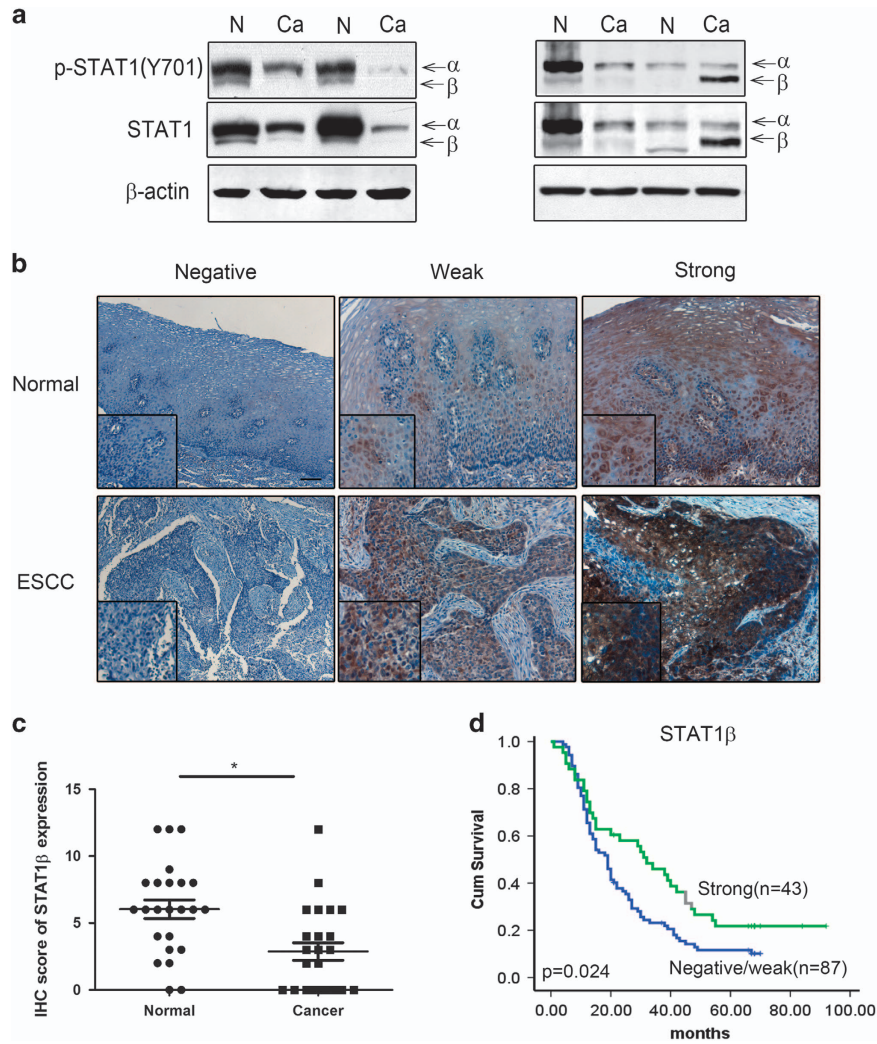 a
N Ca N Ca N Ca N Ca
p-STAT1(Y701) ←α ←α
←β ←β
STAT1 ←α ←α
←β ←β
β-actin
b
Negative Weak Strong
Normal
ESCC
c
*
IHC score of STAT1β expression
15
10
5
0
Normal Cancer
d
STAT1β
Cum Survival
1.0
0.8
0.6
0.4
0.2
0.0
Strong(n=43)
Negative/weak(n=87)
p=0.024
0.00 20.00 40.00 60.00 80.00 100.00
months